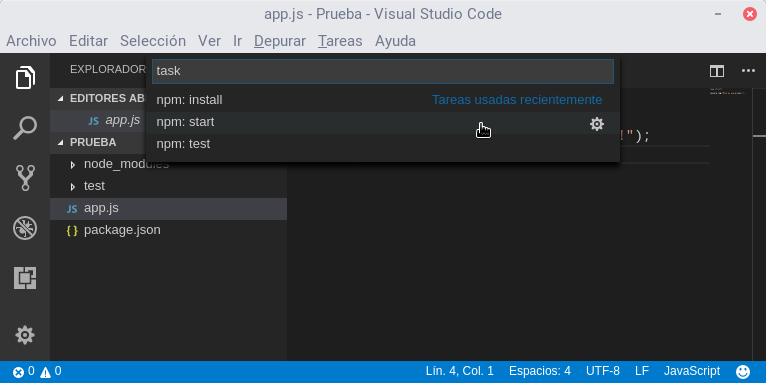 app.js - Prueba - Visual Studio Code
Archivo Editar Selección Ver Ir Depurar Tareas Ayuda
EXPLORADOR
task
EDITORES AB
npm: install Tareas usadas recientemente
JS app.js
npm: start
!");
PRUEBA
npm: test
node_modules
test
JS app.js
{ } package.json
0 0 Lín. 4, Col. 1 Espacios: 4 UTF-8 LF JavaScript